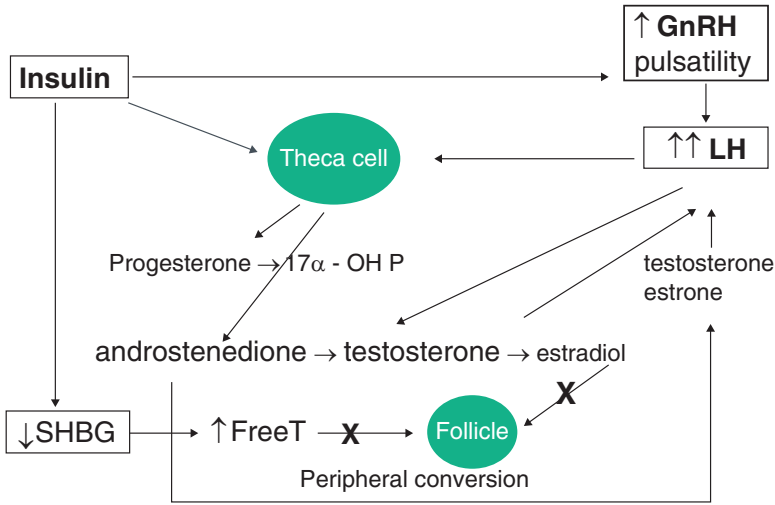 ↑ GnRH
pulsatility
Insulin
↑↑ LH
Theca cell
Progesterone → 17α - OH P
testosterone
estrone
androstenedione → testosterone → estradiol
X
↓SHBG
↑FreeT
X
Follicle
Peripheral conversion